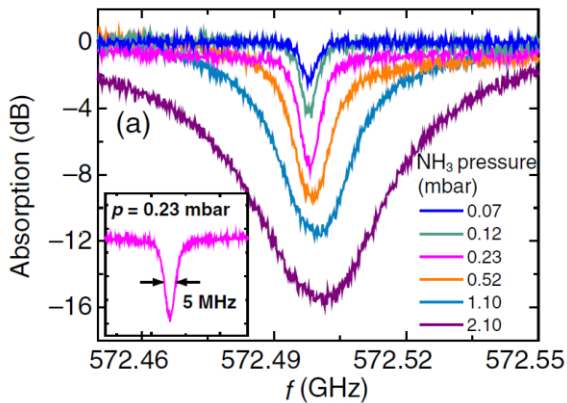 Absorption (dB)
0
−4
−8
−12
−16
(a)
NH₃ pressure
(mbar)
0.07
0.12
0.23
0.52
1.10
2.10
p = 0.23 mbar
5 MHz
572.46
572.49
572.52
572.55
f (GHz)